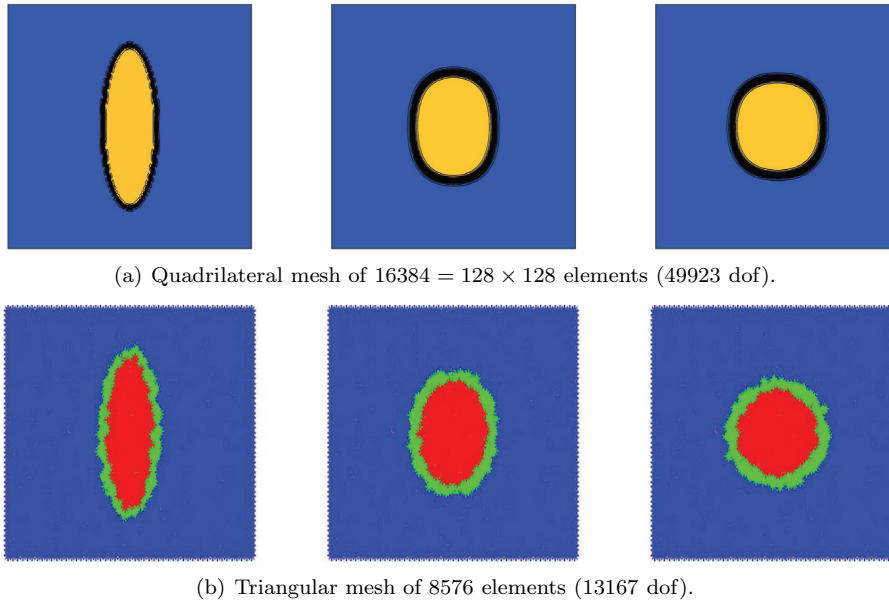 (a) Quadrilateral mesh of 16384 = 128 × 128 elements (49923 dof).
(b) Triangular mesh of 8576 elements (13167 dof).